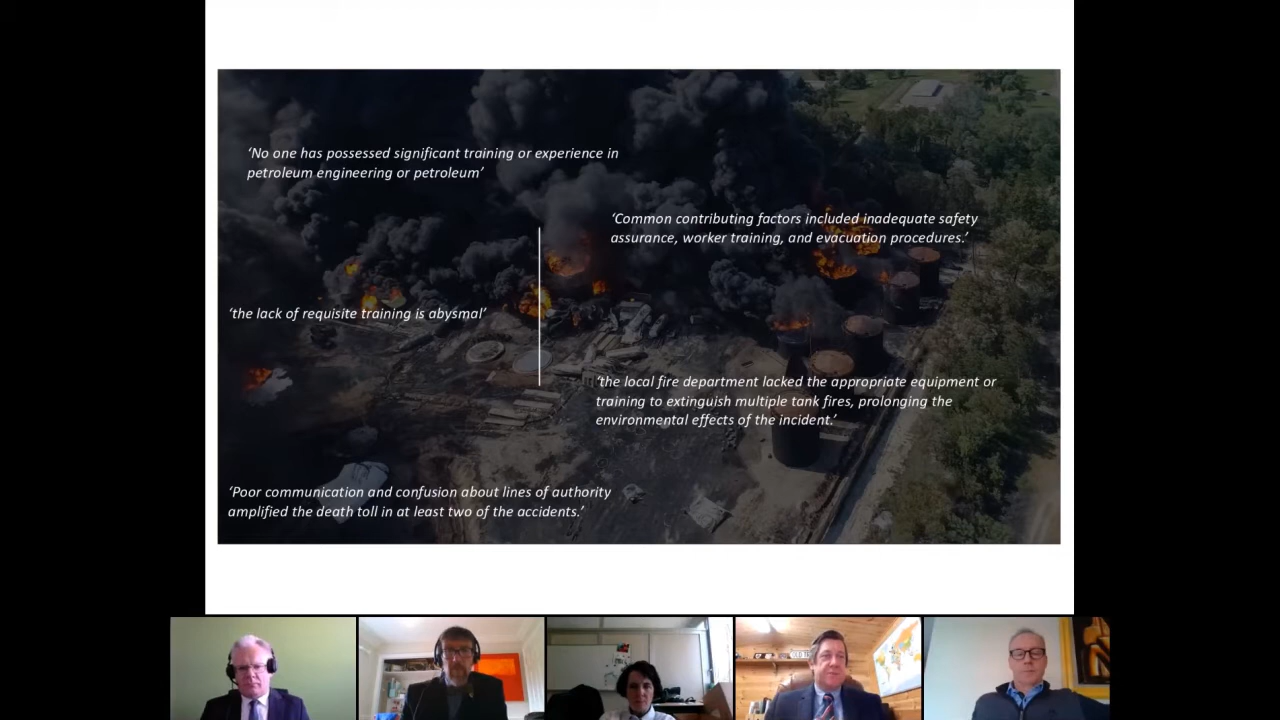 ‘No one has possessed significant training or experience in
petroleum engineering or petroleum’
‘Common contributing factors included inadequate safety
assurance, worker training, and evacuation procedures.’
‘the lack of requisite training is abysmal’
‘the local fire department lacked the appropriate equipment or
training to extinguish multiple tank fires, prolonging the
environmental effects of the incident.’
‘Poor communication and confusion about lines of authority
amplified the death toll in at least two of the accidents.’